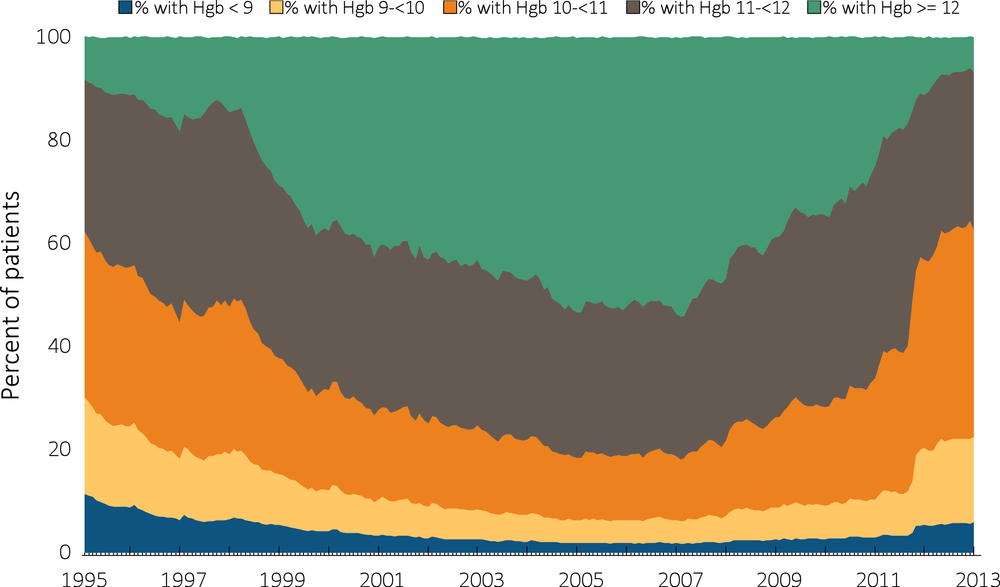 % with Hgb < 9 % with Hgb 9-<10 % with Hgb 10-<11 % with Hgb 11-<12 % with Hgb >= 12
Percent of patients
100
80
60
40
20
0
1995 1997 1999 2001 2003 2005 2007 2009 2011 2013